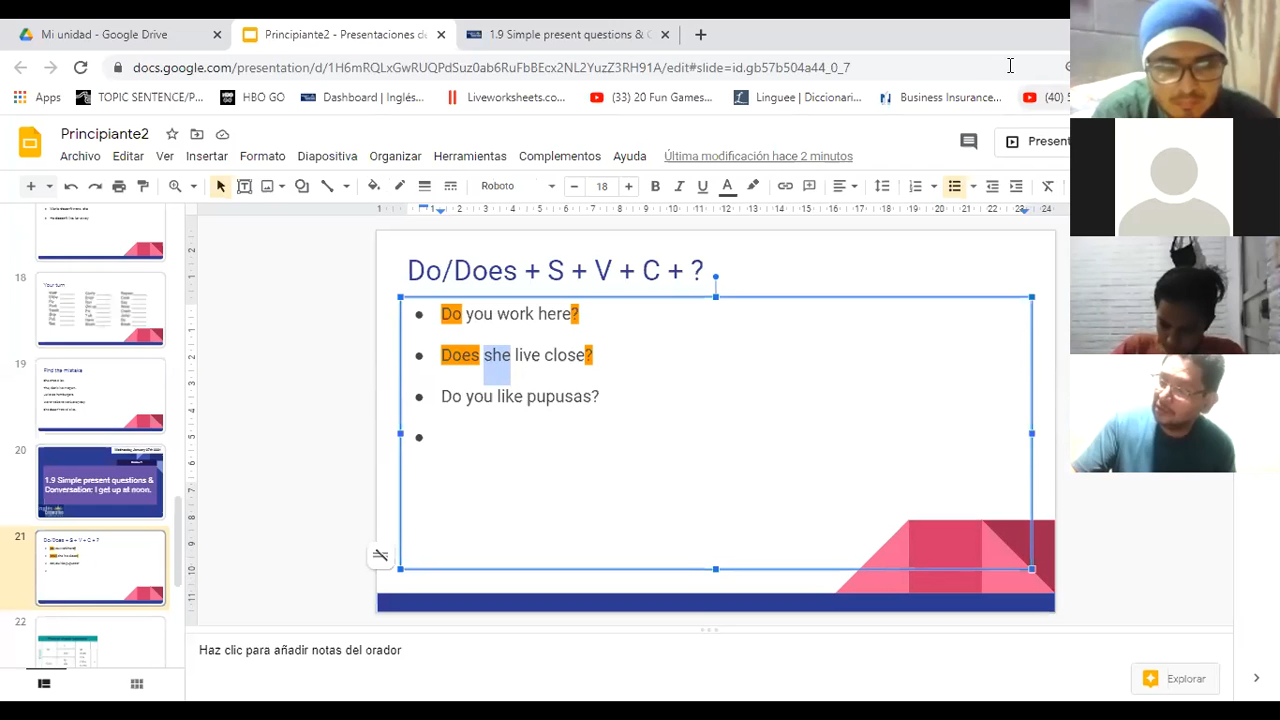 Mi unidad - Google Drive
Principiante2 - Presentaciones de
1.9 Simple present questions & C
docs.google.com/presentation/d/1H6mRQLxGwRUQPdSuz0ab6RuFbBEcx2NL2YuzZ3RH91A/edit#slide=id.gb57b504a44_0_7
Apps
TOPIC SENTENCE/P...
HBO GO
Dashboard | Inglés...
Liveworksheets.co...
(33) 20 Fun Games...
Linguee | Diccionari...
Business Insurance...
(40)
Principiante2
Archivo Editar Ver Insertar Formato Diapositiva Organizar Herramientas Complementos Ayuda Última modificación hace 2 minutos
Present
Roboto
18
18
Your turn
19
Find the mistake
20
1.9 Simple present questions &
Conversation: I get up at noon.
21
Do/Does + S + V + C + ?
22
Do/Does + S + V + C + ?
● Do you work here?
● Does she live close?
● Do you like pupusas?
●
Haz clic para añadir notas del orador
Explorar